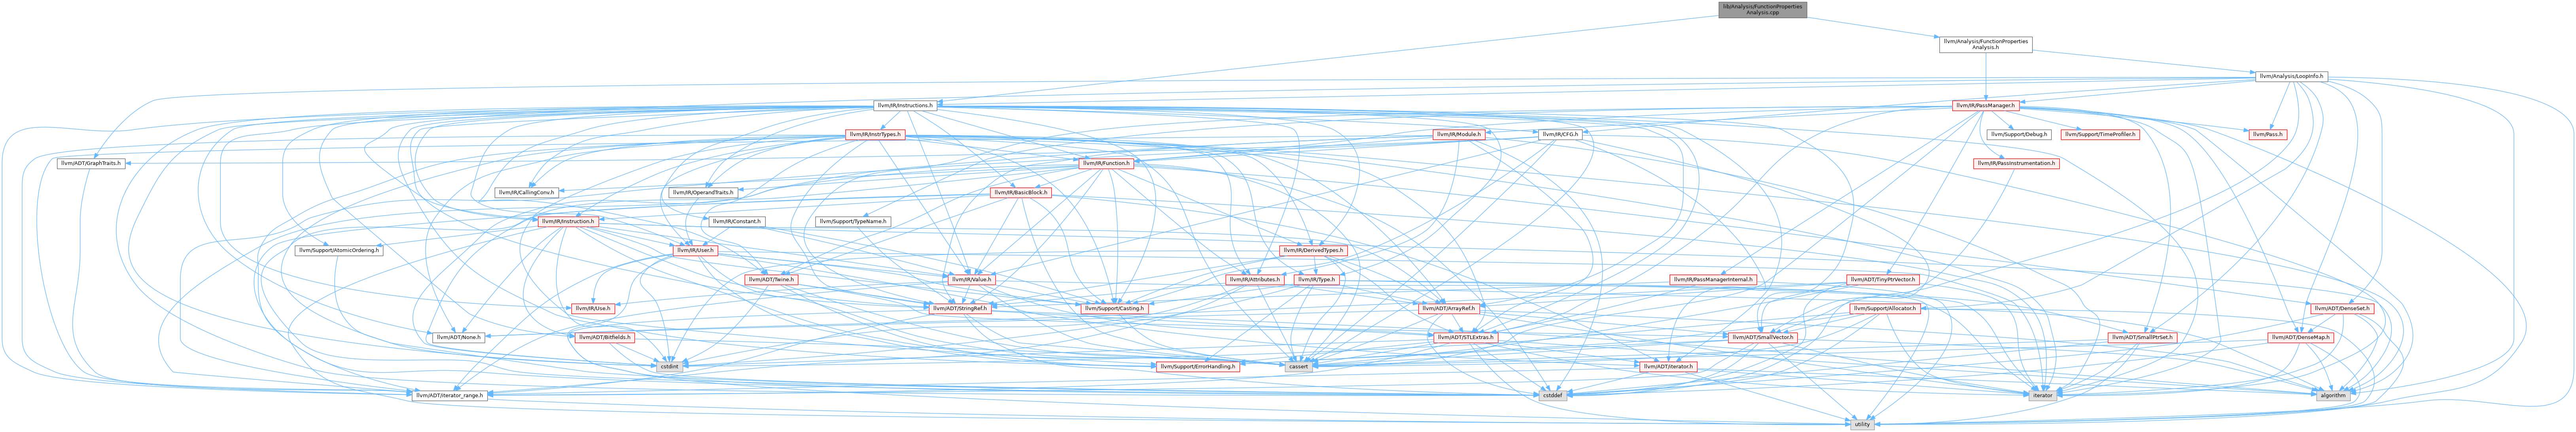 lib/Analysis/FunctionProperties
Analysis.cpp
llvm/Analysis/FunctionProperties
Analysis.h
llvm/Analysis/LoopInfo.h
llvm/IR/Instructions.h
llvm/IR/PassManager.h
llvm/IR/InstrTypes.h
llvm/IR/Module.h
llvm/IR/CFG.h
llvm/Support/Debug.h
llvm/Support/TimeProfiler.h
llvm/Pass.h
llvm/ADT/GraphTraits.h
llvm/IR/Function.h
llvm/IR/PassInstrumentation.h
llvm/IR/CallingConv.h
llvm/IR/OperandTraits.h
llvm/IR/BasicBlock.h
llvm/IR/Instruction.h
llvm/IR/Constant.h
llvm/Support/TypeName.h
llvm/Support/AtomicOrdering.h
llvm/IR/User.h
llvm/IR/DerivedTypes.h
llvm/ADT/Twine.h
llvm/IR/Value.h
llvm/IR/Attributes.h
llvm/IR/Type.h
llvm/IR/PassManagerInternal.h
llvm/ADT/TinyPtrVector.h
llvm/IR/Use.h
llvm/ADT/StringRef.h
llvm/Support/Casting.h
llvm/ADT/ArrayRef.h
llvm/Support/Allocator.h
llvm/ADT/DenseSet.h
llvm/ADT/None.h
llvm/ADT/Bitfields.h
llvm/ADT/STLExtras.h
llvm/ADT/SmallVector.h
llvm/ADT/SmallPtrSet.h
llvm/ADT/DenseMap.h
cstdint
llvm/Support/ErrorHandling.h
cassert
llvm/ADT/iterator.h
llvm/ADT/iterator_range.h
cstddef
iterator
algorithm
utility